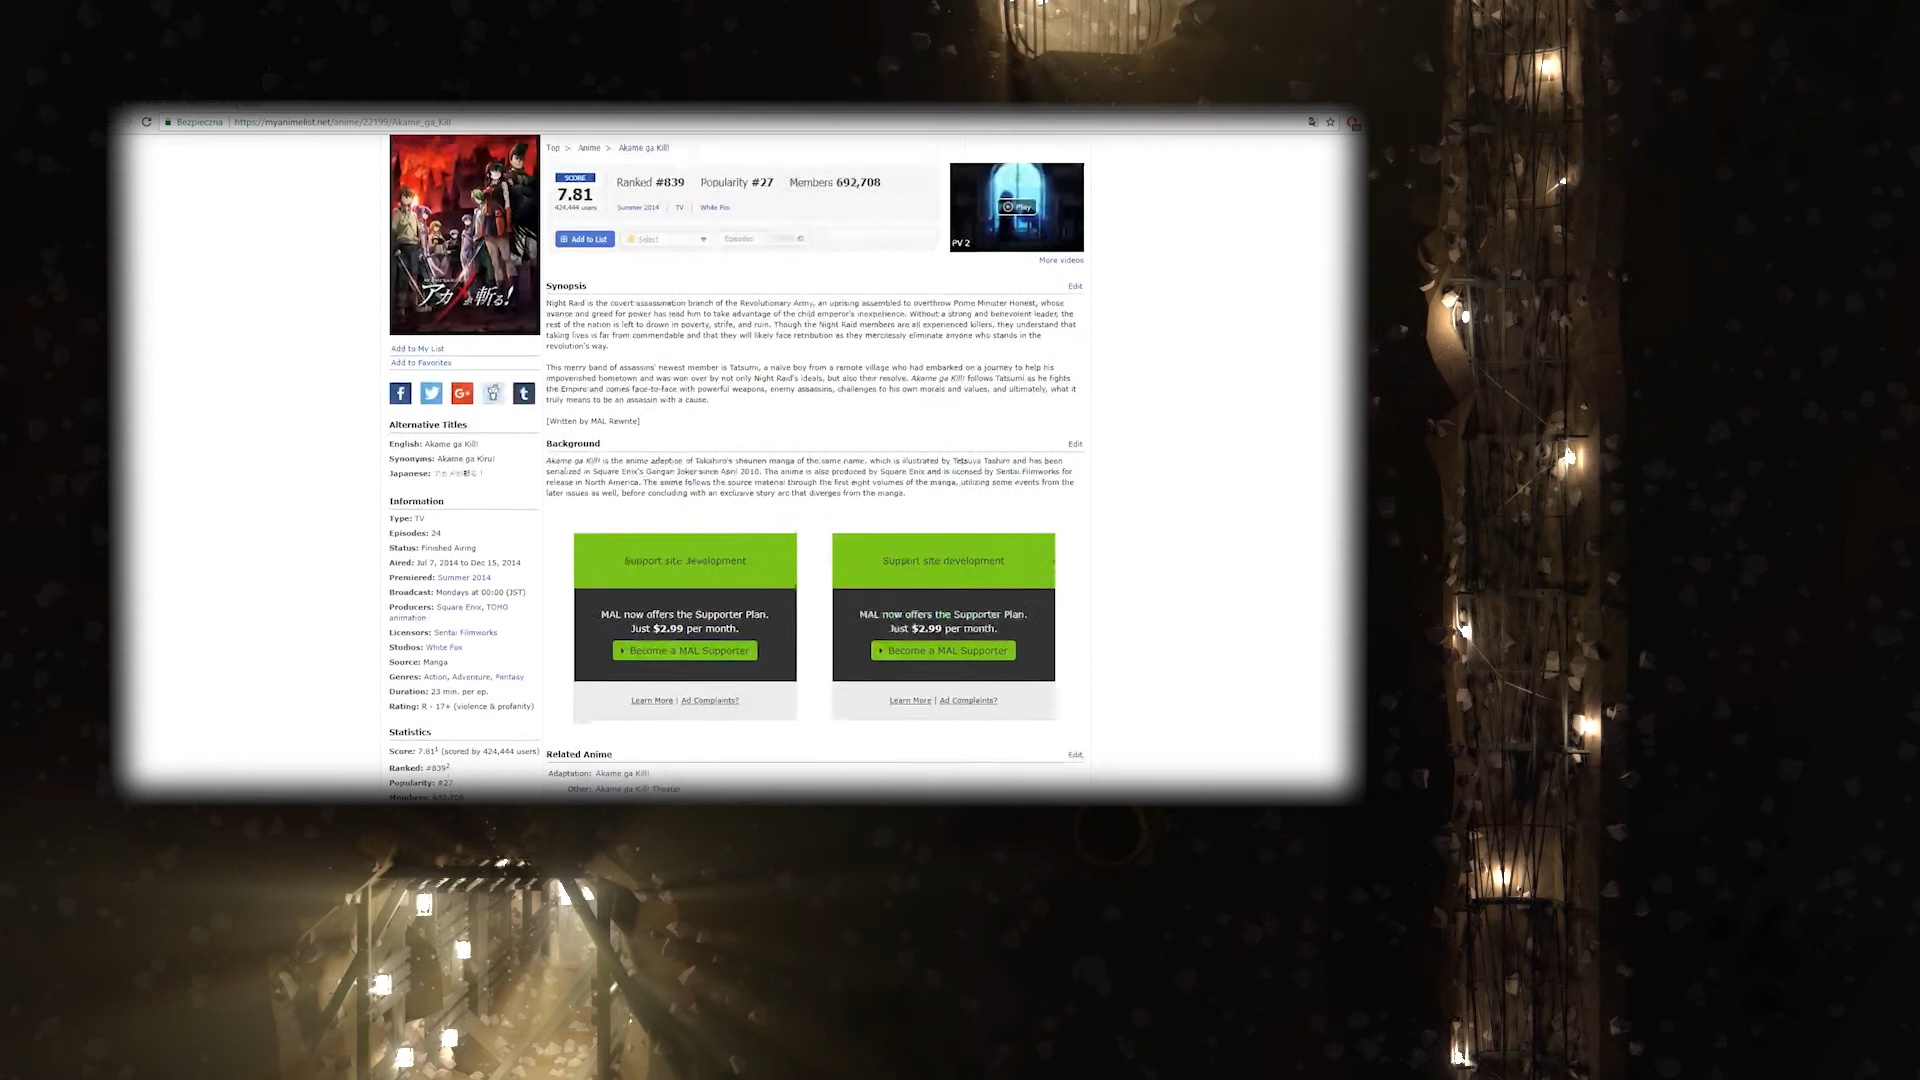 Bezpieczna | https://myanimelist.net/anime/22199/Akame_ga_Kill
Top > Anime > Akame ga Kill!
SCORE
7.81
424,444 users
Ranked #839 Popularity #27 Members 692,708
Summer 2014 | TV | White Fox
Add to List
Select
Episodes:
Play
PV 2
More videos
アカメが斬る!
Add to My List
Add to Favorites
Alternative Titles
English: Akame ga Kill!
Synonyms: Akame ga Kiru!
Japanese: アカメが斬る!
Information
Type: TV
Episodes: 24
Status: Finished Airing
Aired: Jul 7, 2014 to Dec 15, 2014
Premiered: Summer 2014
Broadcast: Mondays at 00:00 (JST)
Producers: Square Enix, TOHO
animation
Licensors: Sentai Filmworks
Studios: White Fox
Source: Manga
Genres: Action, Adventure, Fantasy
Duration: 23 min. per ep.
Rating: R - 17+ (violence & profanity)
Statistics
Score: 7.81¹ (scored by 424,444 users)
Ranked: #839²
Popularity: #27
Members: 692,708
Synopsis
Edit
Night Raid is the covert assassination branch of the Revolutionary Army, an uprising assembled to overthrow Prime Minister Honest, whose
avarice and greed for power has lead him to take advantage of the child emperor's inexperience. Without a strong and benevolent leader, the
rest of the nation is left to drown in poverty, strife, and ruin. Though the Night Raid members are all experienced killers, they understand that
taking lives is far from commendable and that they will likely face retribution as they mercilessly eliminate anyone who stands in the
revolution's way.
This merry band of assassins' newest member is Tatsumi, a naïve boy from a remote village who had embarked on a journey to help his
impoverished hometown and was won over by not only Night Raid's ideals, but also their resolve. Akame ga Kill! follows Tatsumi as he fights
the Empire and comes face-to-face with powerful weapons, enemy assassins, challenges to his own morals and values, and ultimately, what it
truly means to be an assassin with a cause.
[Written by MAL Rewrite]
Background
Edit
Akame ga Kill! is the anime adaption of Takahiro's shounen manga of the same name, which is illustrated by Tetsuya Tashiro and has been
serialized in Square Enix's Gangan Joker since April 2010. The anime is also produced by Square Enix and is licensed by Sentai Filmworks for
release in North America. The anime follows the source material through the first eight volumes of the manga, utilizing some events from the
later issues as well, before concluding with an exclusive story arc that diverges from the manga.
Support site development
MAL now offers the Supporter Plan.
Just $2.99 per month.
Become a MAL Supporter
Learn More | Ad Complaints?
Support site development
MAL now offers the Supporter Plan.
Just $2.99 per month.
Become a MAL Supporter
Learn More | Ad Complaints?
Related Anime
Edit
Adaptation: Akame ga Kill!
Other: Akame ga Kill! Theater